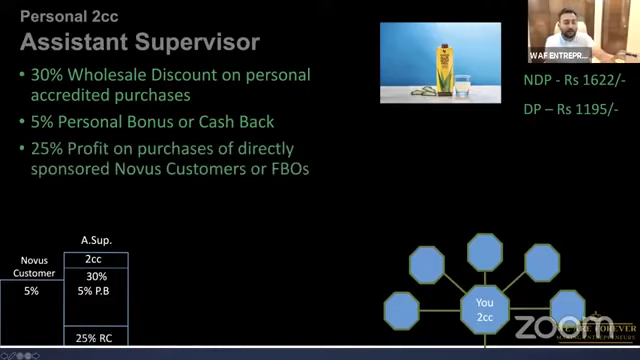 Personal 2cc
Assistant Supervisor
• 30% Wholesale Discount on personal
accredited purchases
• 5% Personal Bonus or Cash Back
• 25% Profit on purchases of directly
sponsored Novus Customers or FBOs
WAF ENTREPR...
NDP - Rs 1622/-
DP – Rs 1195/-
A.Sup.
Novus
Customer
2cc
30%
5%
5% P.B
25% RC
You
2cc
zoom